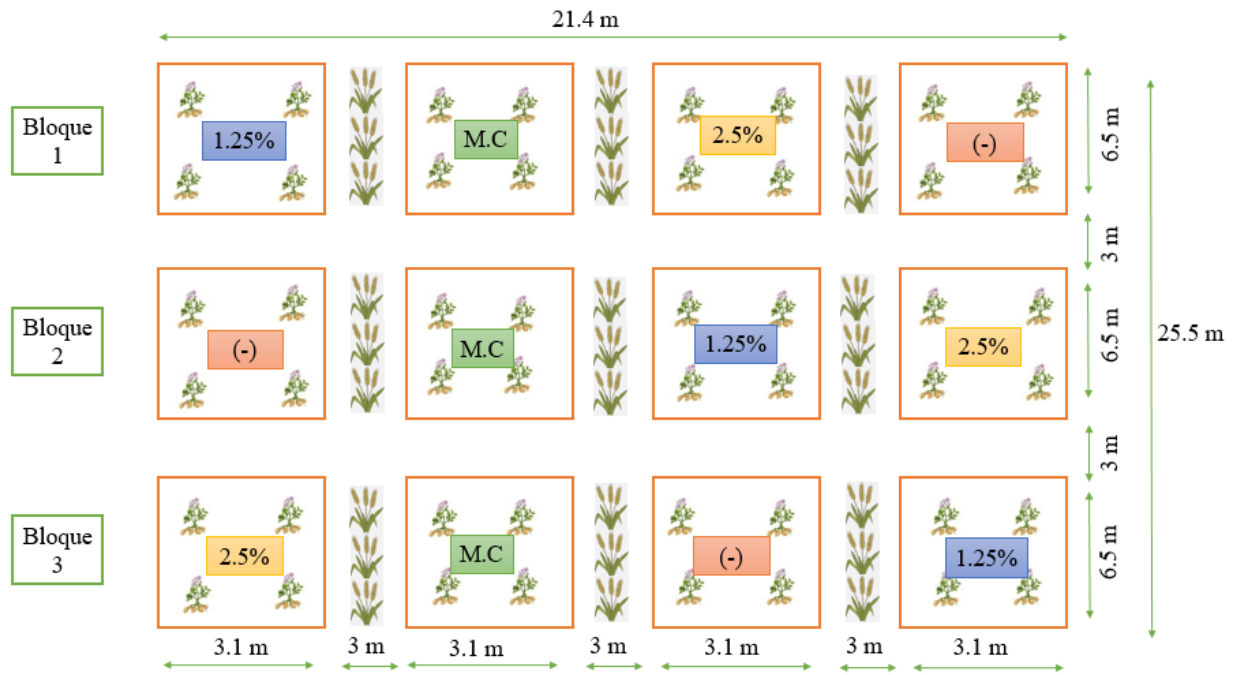 21.4 m
Bloque
1
1.25%
M.C
2.5%
(-)
6.5 m
3 m
Bloque
2
(-)
M.C
1.25%
2.5%
6.5 m
25.5 m
3 m
Bloque
3
2.5%
M.C
(-)
1.25%
6.5 m
3.1 m
3 m
3.1 m
3 m
3.1 m
3 m
3.1 m